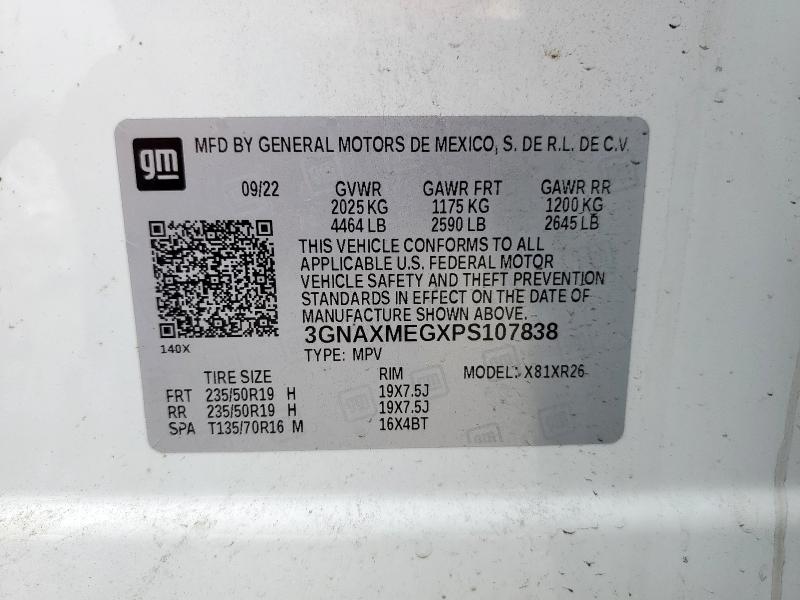 gm
MFD BY GENERAL MOTORS DE MEXICO, S. DE R.L. DE C.V.
09/22 GVWR GAWR FRT GAWR RR
2025 KG 1175 KG 1200 KG
4464 LB 2590 LB 2645 LB
THIS VEHICLE CONFORMS TO ALL
APPLICABLE U.S. FEDERAL MOTOR
VEHICLE SAFETY AND THEFT PREVENTION
STANDARDS IN EFFECT ON THE DATE OF
MANUFACTURE SHOWN ABOVE.
3GNAXMEGXPS107838
140X
TYPE: MPV
TIRE SIZE RIM MODEL: X81XR26
FRT 235/50R19 H 19X7.5J
RR 235/50R19 H 19X7.5J
SPA T135/70R16 M 16X4BT